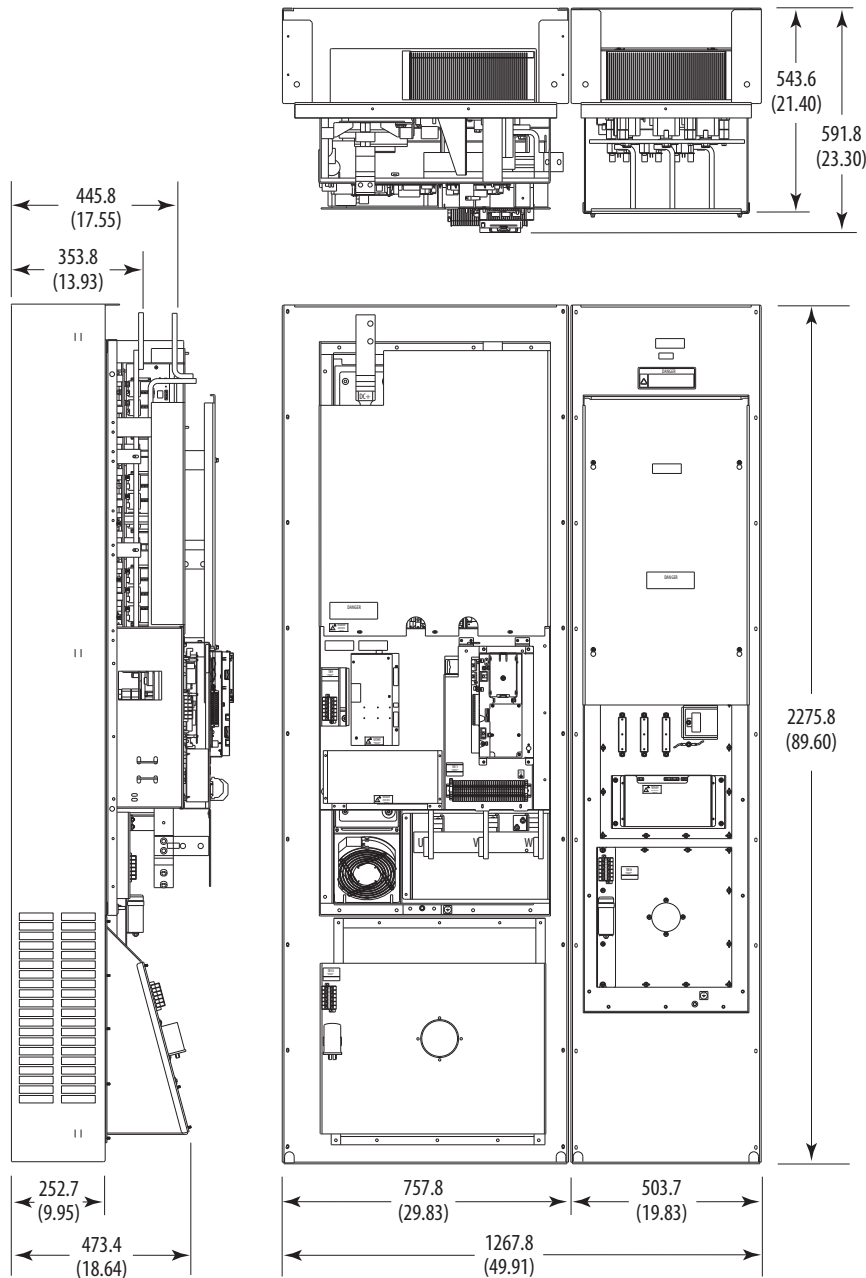 543.6
(21.40)
591.8
(23.30)
445.8
(17.55)
353.8
(13.93)
DC+
DANGER
DANGER
DANGER
2275.8
(89.60)
U
V
W
252.7
(9.95)
757.8
(29.83)
503.7
(19.83)
473.4
(18.64)
1267.8
(49.91)